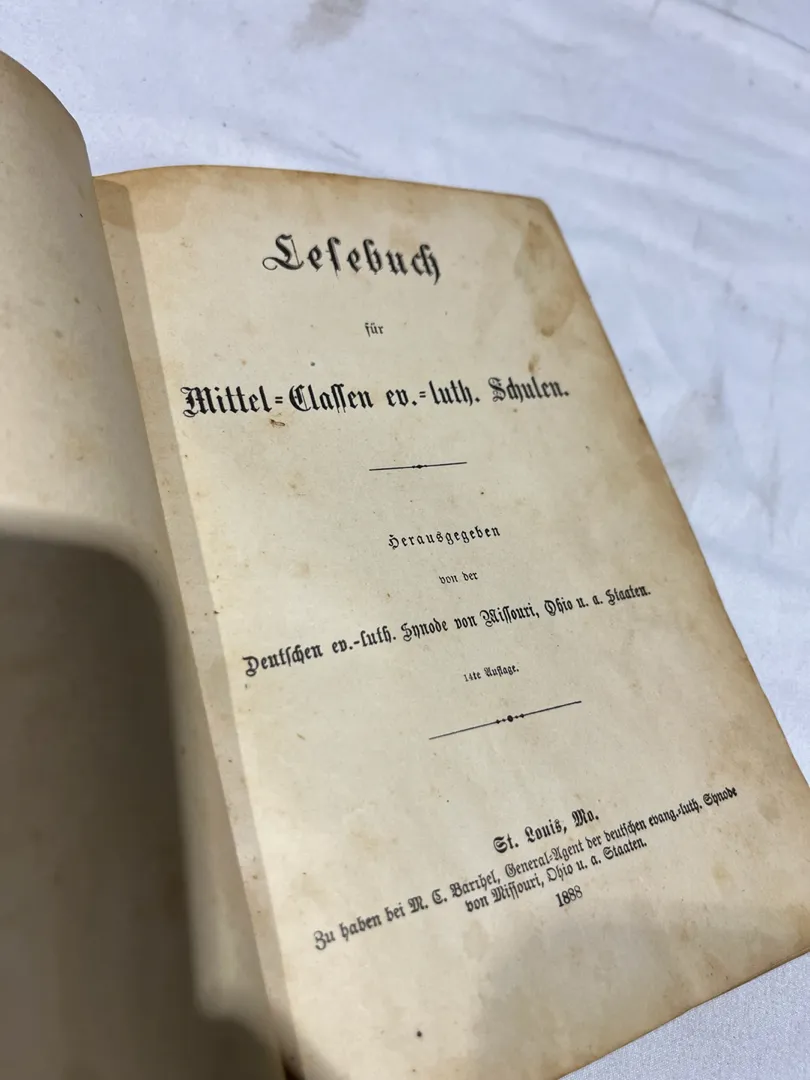 Lesebuch
für
Mittel=Classen ev.=luth. Schulen.
Herausgegeben
von der
Deutschen ev.-luth. Synode von Missouri, Ohio u. a. Staaten.
14te Auflage.
St. Louis, Mo.
Zu haben bei M. C. Barthel, General-Agent der deutschen evang.-luth. Synode
von Missouri, Ohio u. a. Staaten.
1888